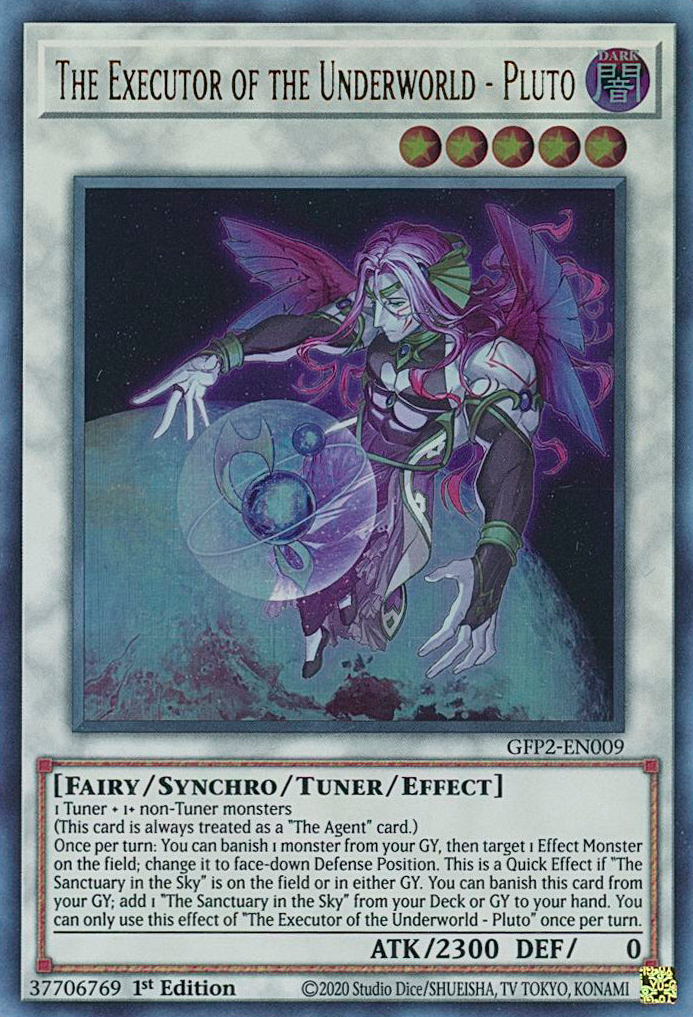 THE EXECUTOR OF THE UNDERWORLD - PLUTO
DARK
闇
GFP2-EN009
[FAIRY/SYNCHRO/TUNER/EFFECT]
1 Tuner + 1+ non-Tuner monsters
(This card is always treated as a "The Agent" card.)
Once per turn: You can banish 1 monster from your GY, then target 1 Effect Monster
on the field; change it to face-down Defense Position. This is a Quick Effect if "The
Sanctuary in the Sky" is on the field or in either GY. You can banish this card from
your GY; add 1 "The Sanctuary in the Sky" from your Deck or GY to your hand. You
can only use this effect of "The Executor of the Underworld - Pluto" once per turn.
ATK/2300 DEF/ 0
37706769 1st Edition ©2020 Studio Dice/SHUEISHA, TV TOKYO, KONAMI